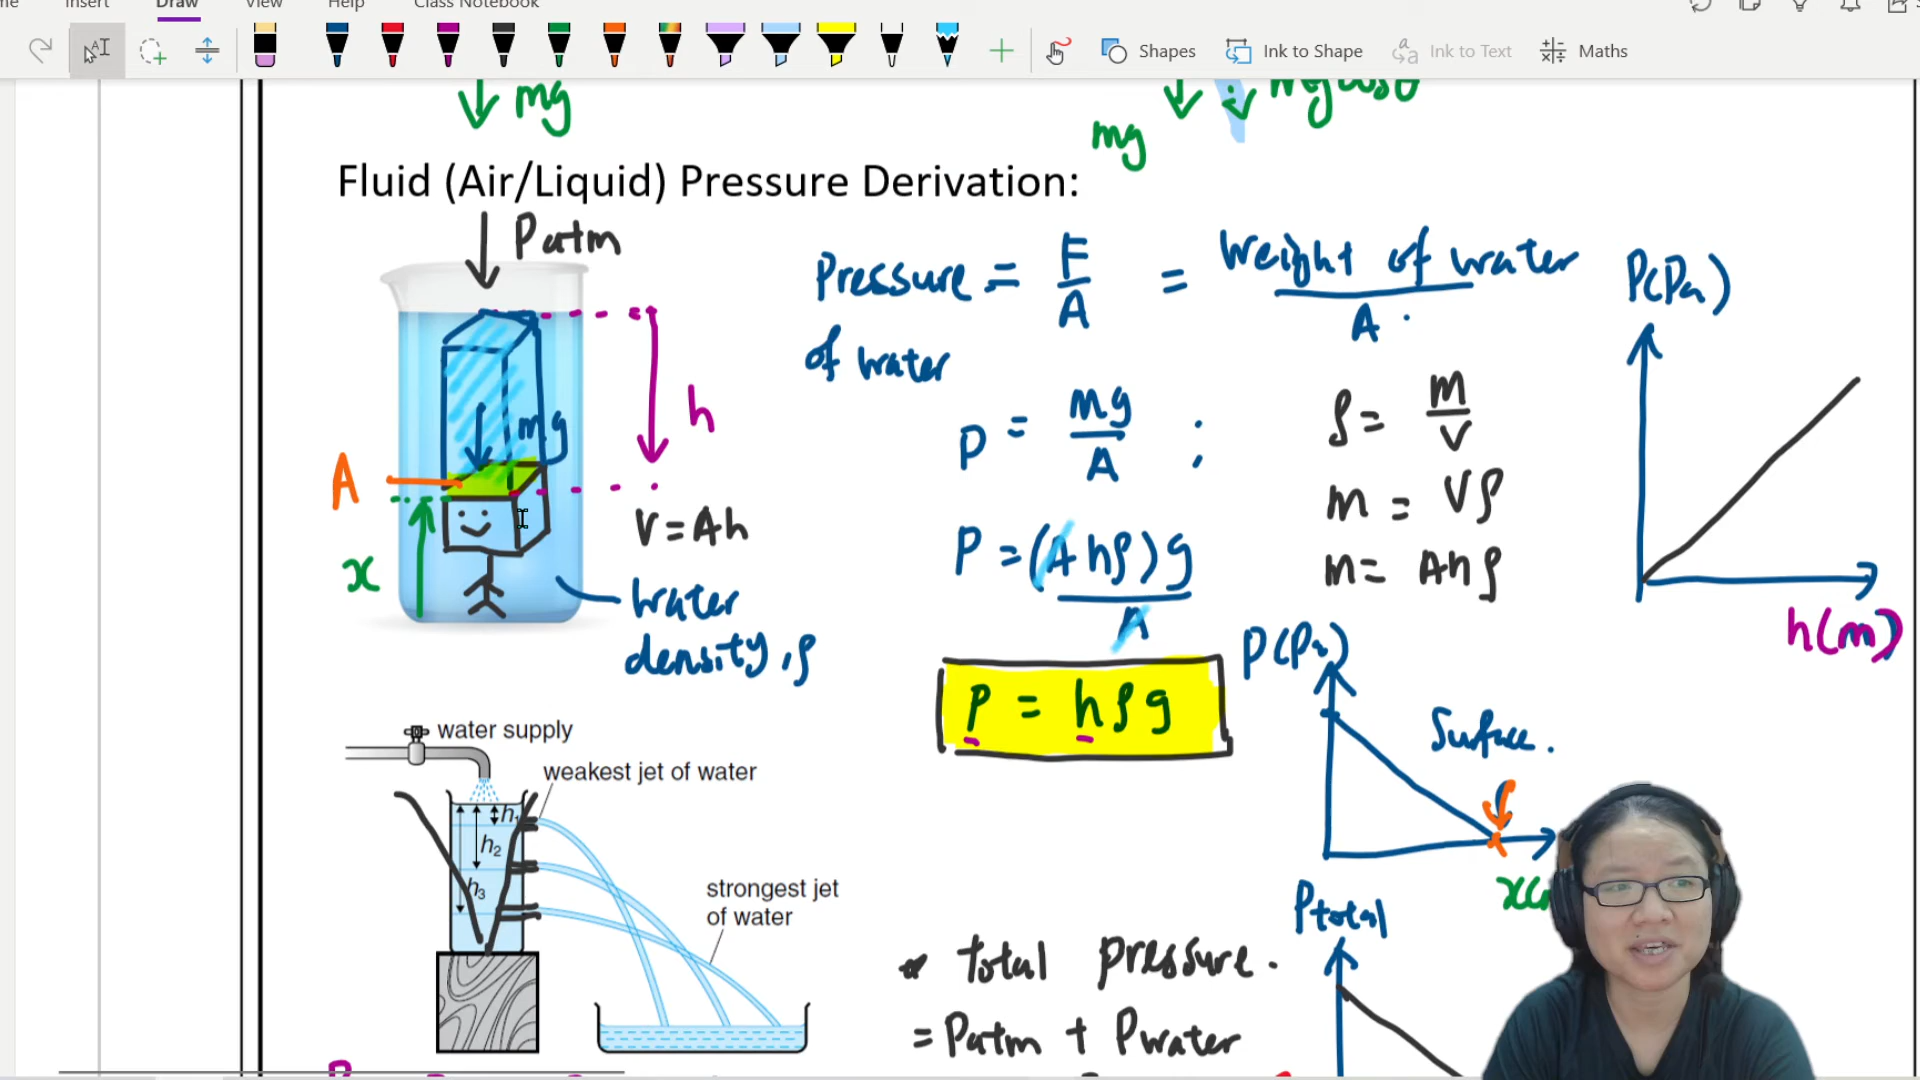 Insert Draw View Help Class Notebook
Shapes Ink to Shape Ink to Text Maths
mg
mg
mg cos θ
Fluid (Air/Liquid) Pressure Derivation:
Patm
Pressure = F/A = Weight of water/A
of water
P(Pa)
h(m)
h
mg
A
x
V = Ah
water
density, ρ
P = mg/A ;
ρ = m/V
m = Vρ
m = Ahρ
P = (Ahρ)g/A
P = hρg
P(Pa)
Surface.
water supply
weakest jet of water
h₁
h₂
h₃
strongest jet
of water
Ptotal
* Total pressure.
= Patm + Pwater